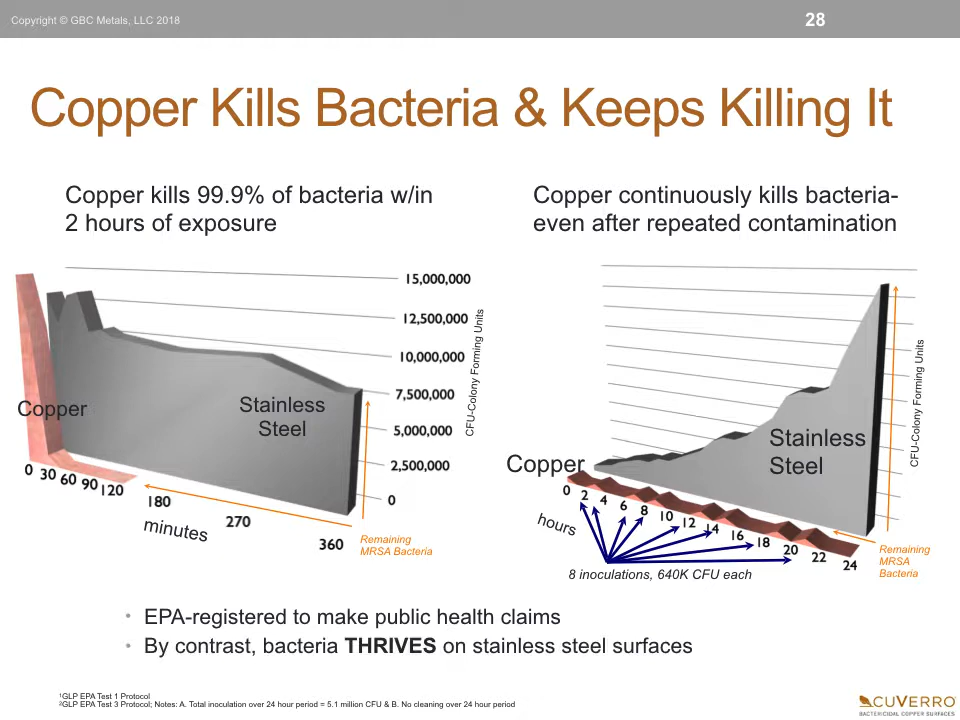 Copyright © GBC Metals, LLC 2018
28
Copper Kills Bacteria & Keeps Killing It
Copper kills 99.9% of bacteria w/in
2 hours of exposure
15,000,000
12,500,000
10,000,000
7,500,000
5,000,000
2,500,000
0
CFU-Colony Forming Units
Copper
Stainless
Steel
0 30 60 90 120 180 270 360
minutes
Remaining
MRSA Bacteria
Copper continuously kills bacteria-
even after repeated contamination
CFU-Colony Forming Units
Stainless
Steel
Copper
0 2 4 6 8 10 12 14 16 18 20 22 24
hours
8 inoculations, 640K CFU each
Remaining
MRSA
Bacteria
• EPA-registered to make public health claims
• By contrast, bacteria THRIVES on stainless steel surfaces
¹GLP EPA Test 1 Protocol
²GLP EPA Test 3 Protocol; Notes: A. Total inoculation over 24 hour period = 5.1 million CFU & B. No cleaning over 24 hour period
CUVERRO
BACTERICIDAL COPPER SURFACES